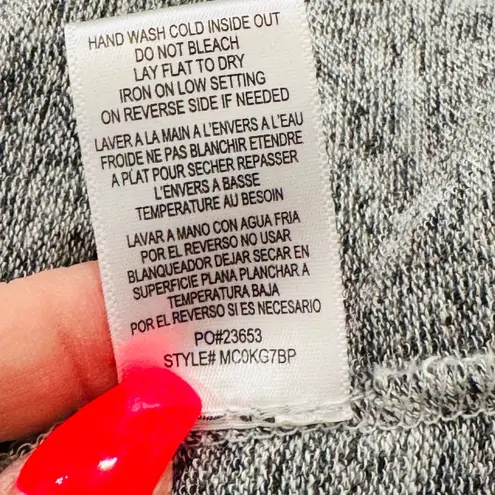 HAND WASH COLD INSIDE OUT
DO NOT BLEACH
LAY FLAT TO DRY
IRON ON LOW SETTING
ON REVERSE SIDE IF NEEDED
LAVER A LA MAIN A L'ENVERS A L'EAU
FROIDE NE PAS BLANCHIR ETENDRE
A PLAT POUR SECHER REPASSER
L'ENVERS A BASSE
TEMPERATURE AU BESOIN
LAVAR A MANO CON AGUA FRIA
POR EL REVERSO NO USAR
BLANQUEADOR DEJAR SECAR EN
SUPERFICIE PLANA PLANCHAR A
TEMPERATURA BAJA
POR EL REVERSO SI ES NECESARIO
PO#23653
STYLE# MC0KG7BP